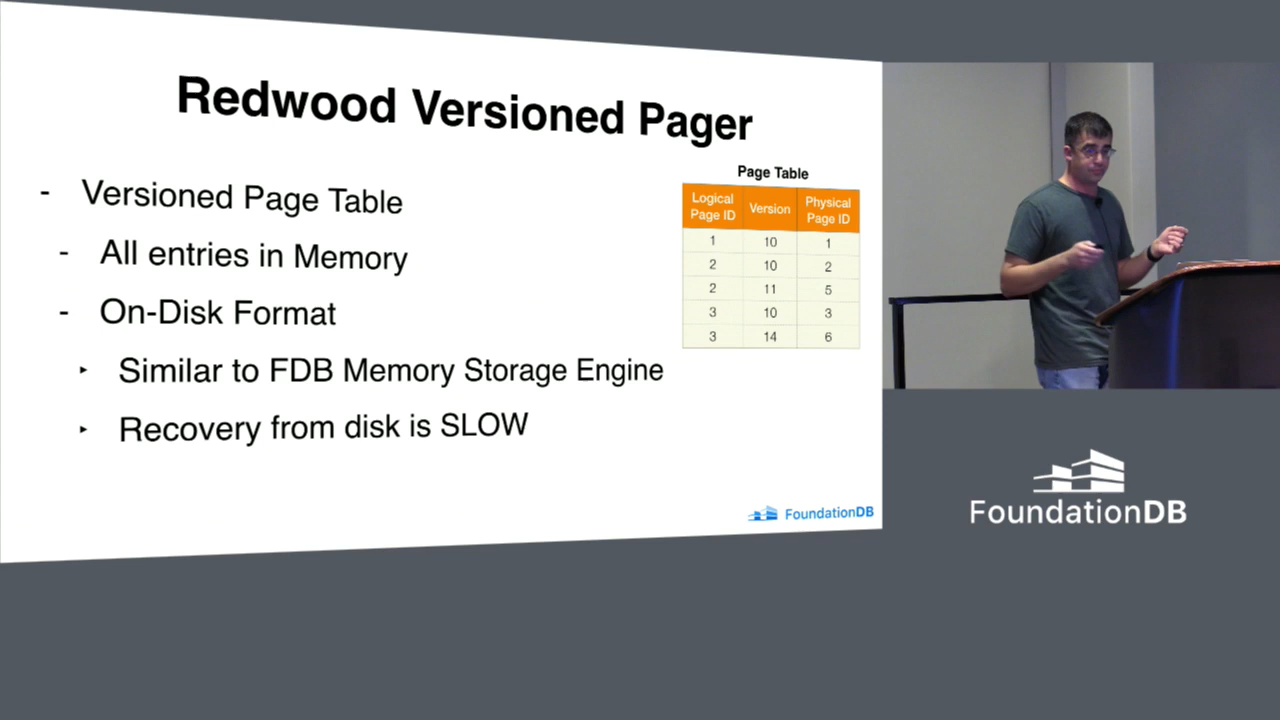 Redwood Versioned Pager
- Versioned Page Table
- All entries in Memory
- On-Disk Format
‣ Similar to FDB Memory Storage Engine
‣ Recovery from disk is SLOW
Page Table
Logical Page ID Version Physical Page ID
1 10 1
2 10 2
2 11 5
3 10 3
3 14 6
FoundationDB
FoundationDB